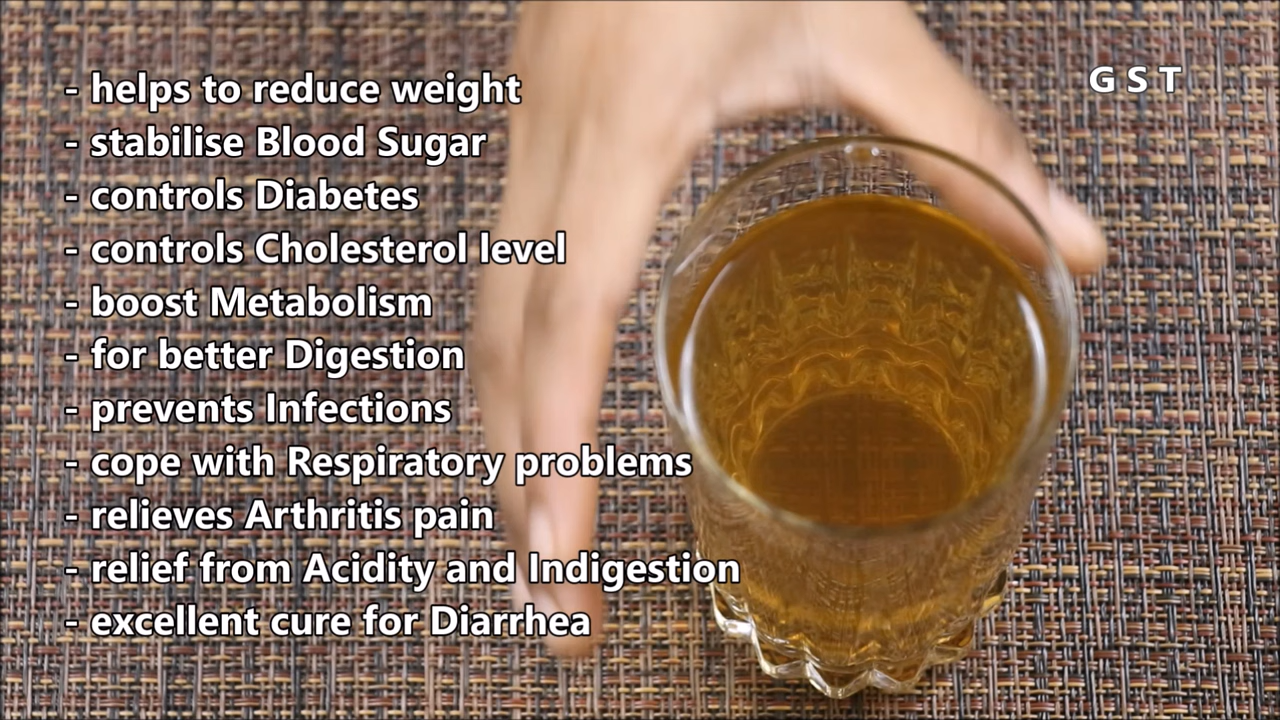 G S T
- helps to reduce weight
- stabilise Blood Sugar
- controls Diabetes
- controls Cholesterol level
- boost Metabolism
- for better Digestion
- prevents Infections
- cope with Respiratory problems
- relieves Arthritis pain
- relief from Acidity and Indigestion
- excellent cure for Diarrhea